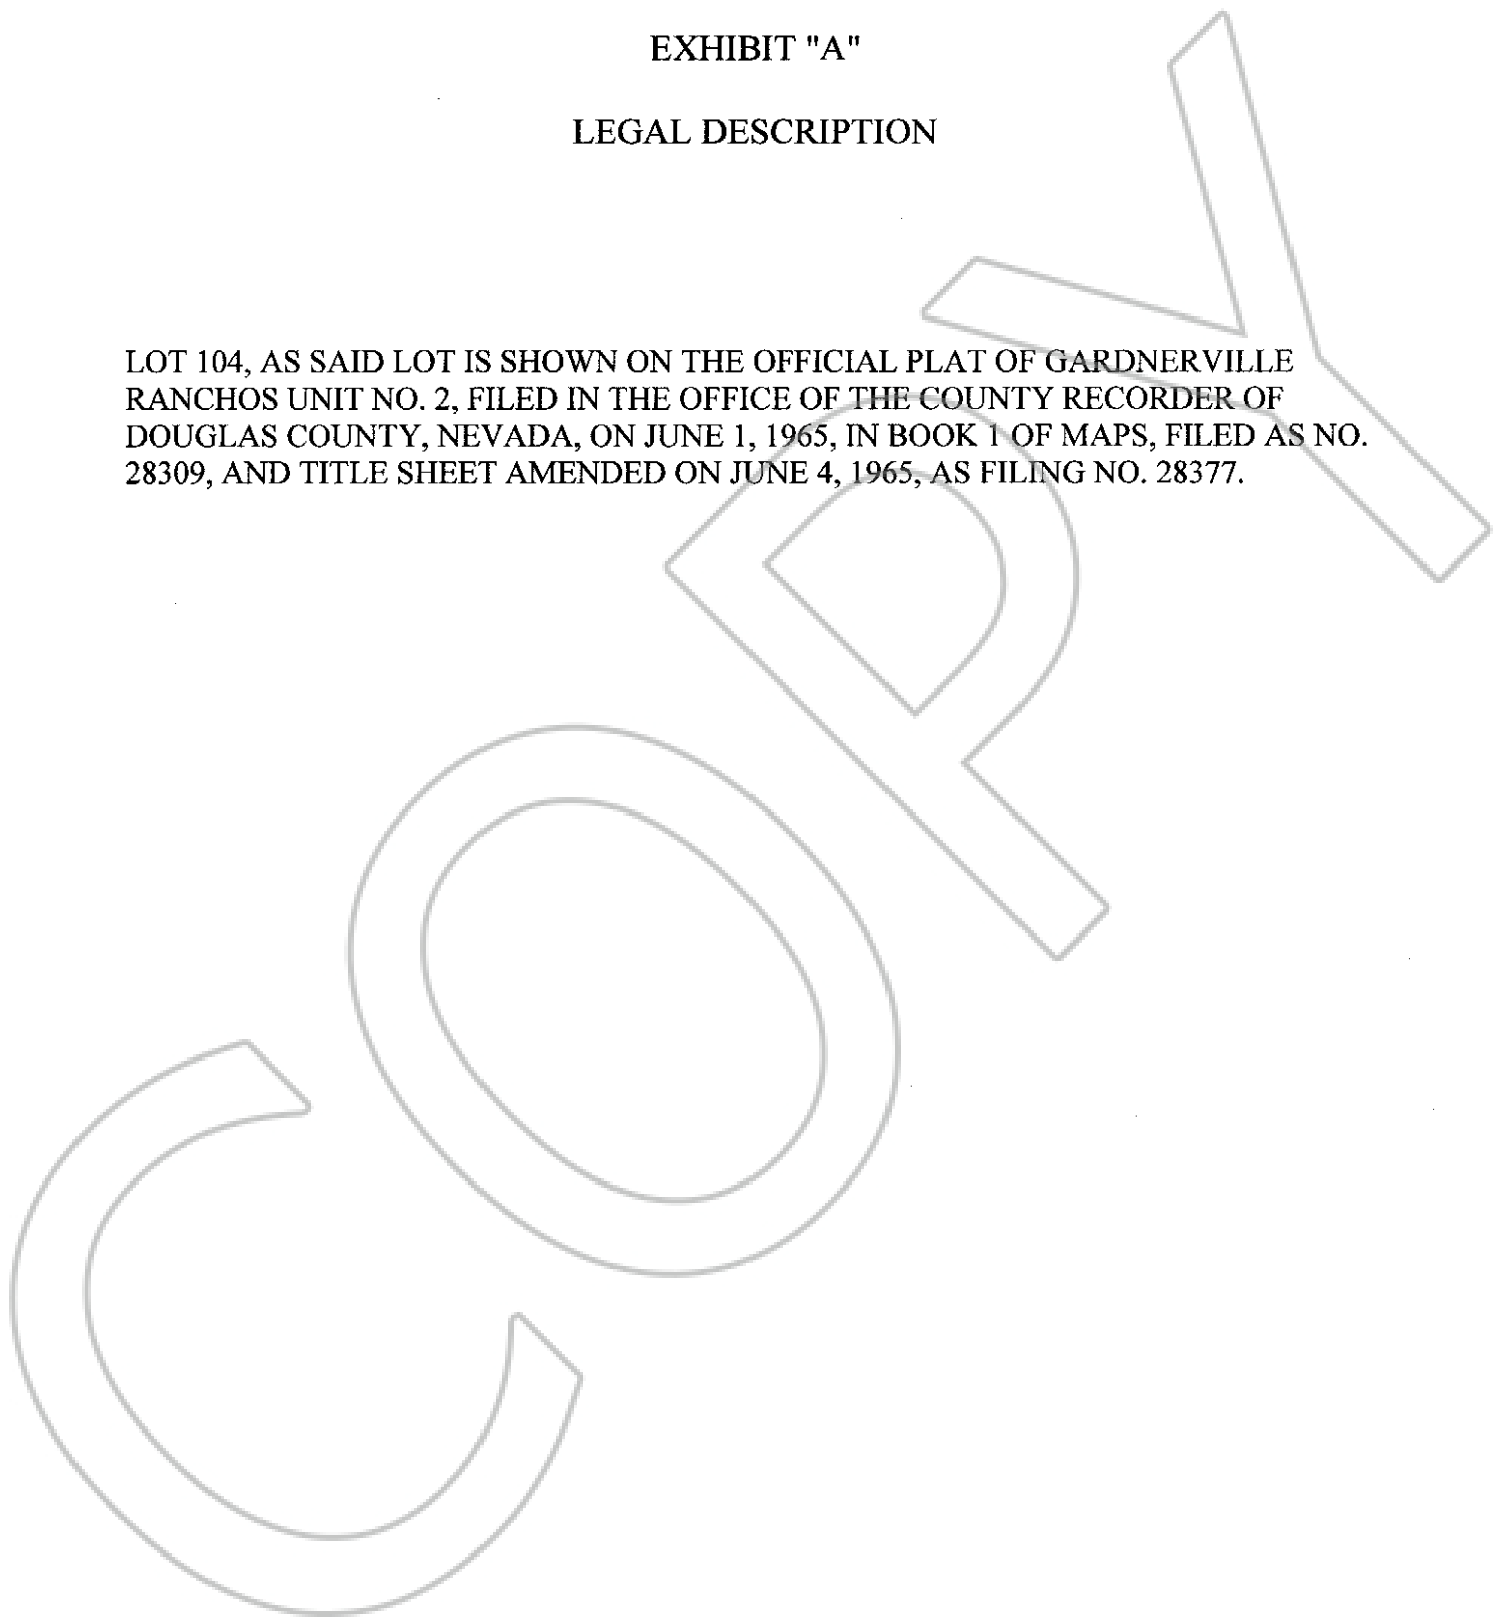 EXHIBIT "A"
LEGAL DESCRIPTION
LOT 104, AS SAID LOT IS SHOWN ON THE OFFICIAL PLAT OF GARDNERVILLE
RANCHOS UNIT NO. 2, FILED IN THE OFFICE OF THE COUNTY RECORDER OF
DOUGLAS COUNTY, NEVADA, ON JUNE 1, 1965, IN BOOK 1 OF MAPS, FILED AS NO.
28309, AND TITLE SHEET AMENDED ON JUNE 4, 1965, AS FILING NO. 28377.
COPY